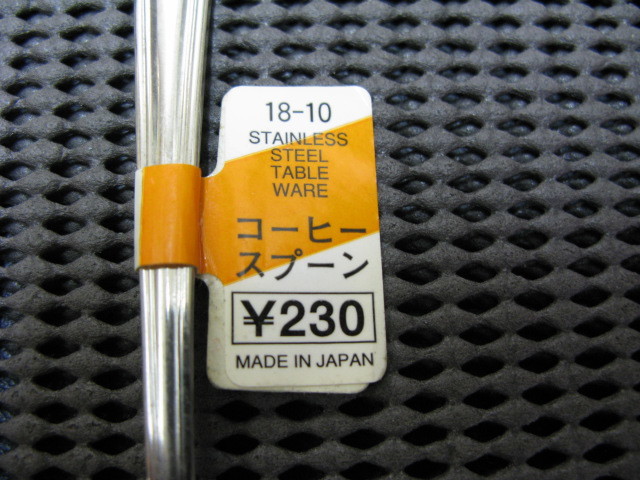 18-10
STAINLESS
STEEL
TABLE
WARE
コーヒー
スプーン
¥230
MADE IN JAPAN